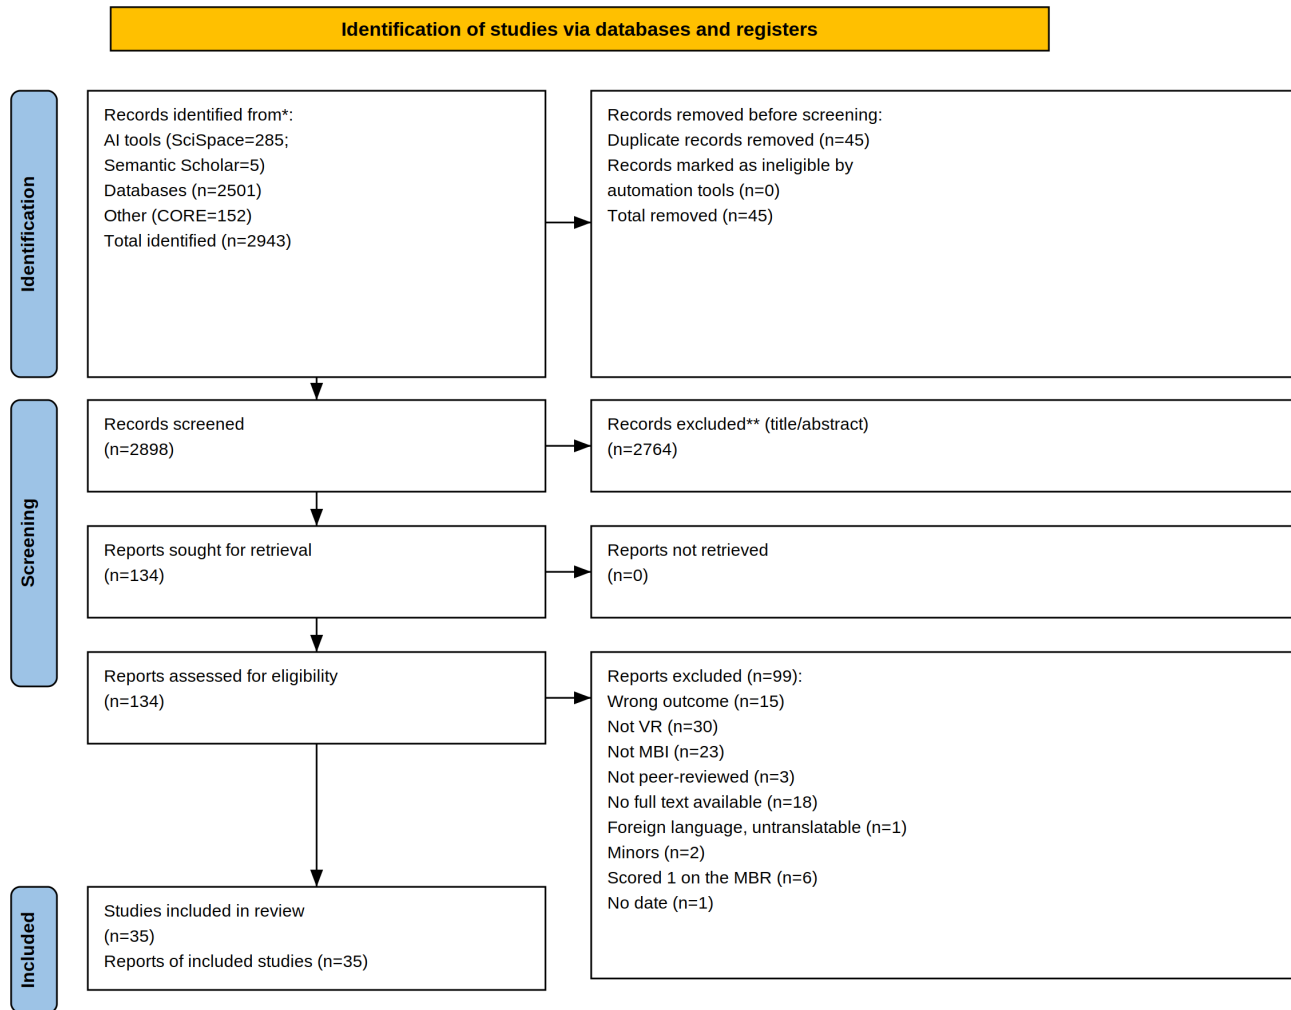 Identification of studies via databases and registers
Identification
Records identified from*:
AI tools (SciSpace=285;
Semantic Scholar=5)
Databases (n=2501)
Other (CORE=152)
Total identified (n=2943)
Records removed before screening:
Duplicate records removed (n=45)
Records marked as ineligible by
automation tools (n=0)
Total removed (n=45)
Screening
Records screened
(n=2898)
Records excluded** (title/abstract)
(n=2764)
Reports sought for retrieval
(n=134)
Reports not retrieved
(n=0)
Reports assessed for eligibility
(n=134)
Reports excluded (n=99):
Wrong outcome (n=15)
Not VR (n=30)
Not MBI (n=23)
Not peer-reviewed (n=3)
No full text available (n=18)
Foreign language, untranslatable (n=1)
Minors (n=2)
Scored 1 on the MBR (n=6)
No date (n=1)
Included
Studies included in review
(n=35)
Reports of included studies (n=35)